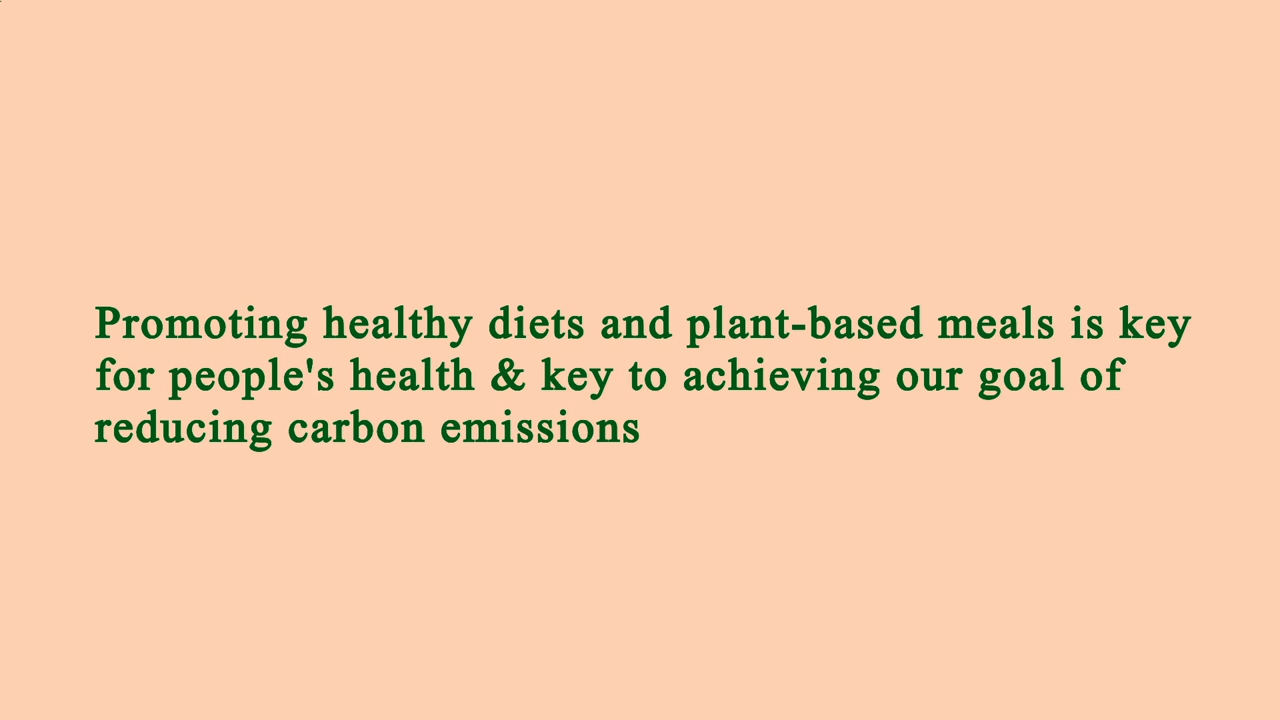 Promoting healthy diets and plant-based meals is key
for people's health & key to achieving our goal of
reducing carbon emissions